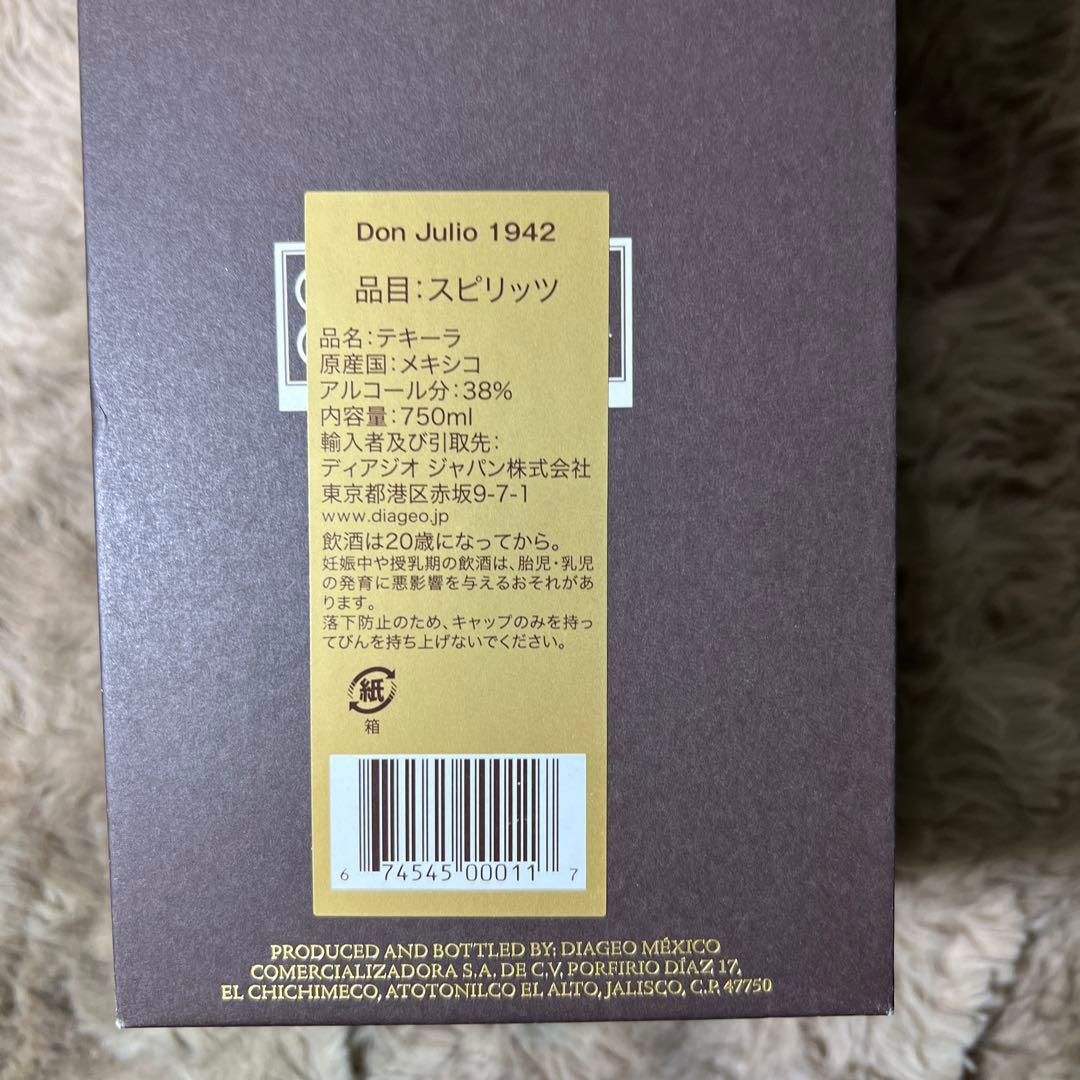 Don Julio 1942
品目：スピリッツ
品名：テキーラ
原産国：メキシコ
アルコール分：38%
内容量：750ml
輸入者及び引取先：
ディアジオ ジャパン株式会社
東京都港区赤坂9-7-1
www.diageo.jp
飲酒は20歳になってから。
妊娠中や授乳期の飲酒は、胎児・乳児
の発育に悪影響を与えるおそれがあ
ります。
落下防止のため、キャップのみを持っ
てびんを持ち上げないでください。
紙
箱
6 74545 00011 7
PRODUCED AND BOTTLED BY: DIAGEO MÉXICO
COMERCIALIZADORA S.A. DE C.V, PORFIRIO DÍAZ 17,
EL CHICHIMECO, ATOTONILCO EL ALTO, JALISCO, C.P. 47750